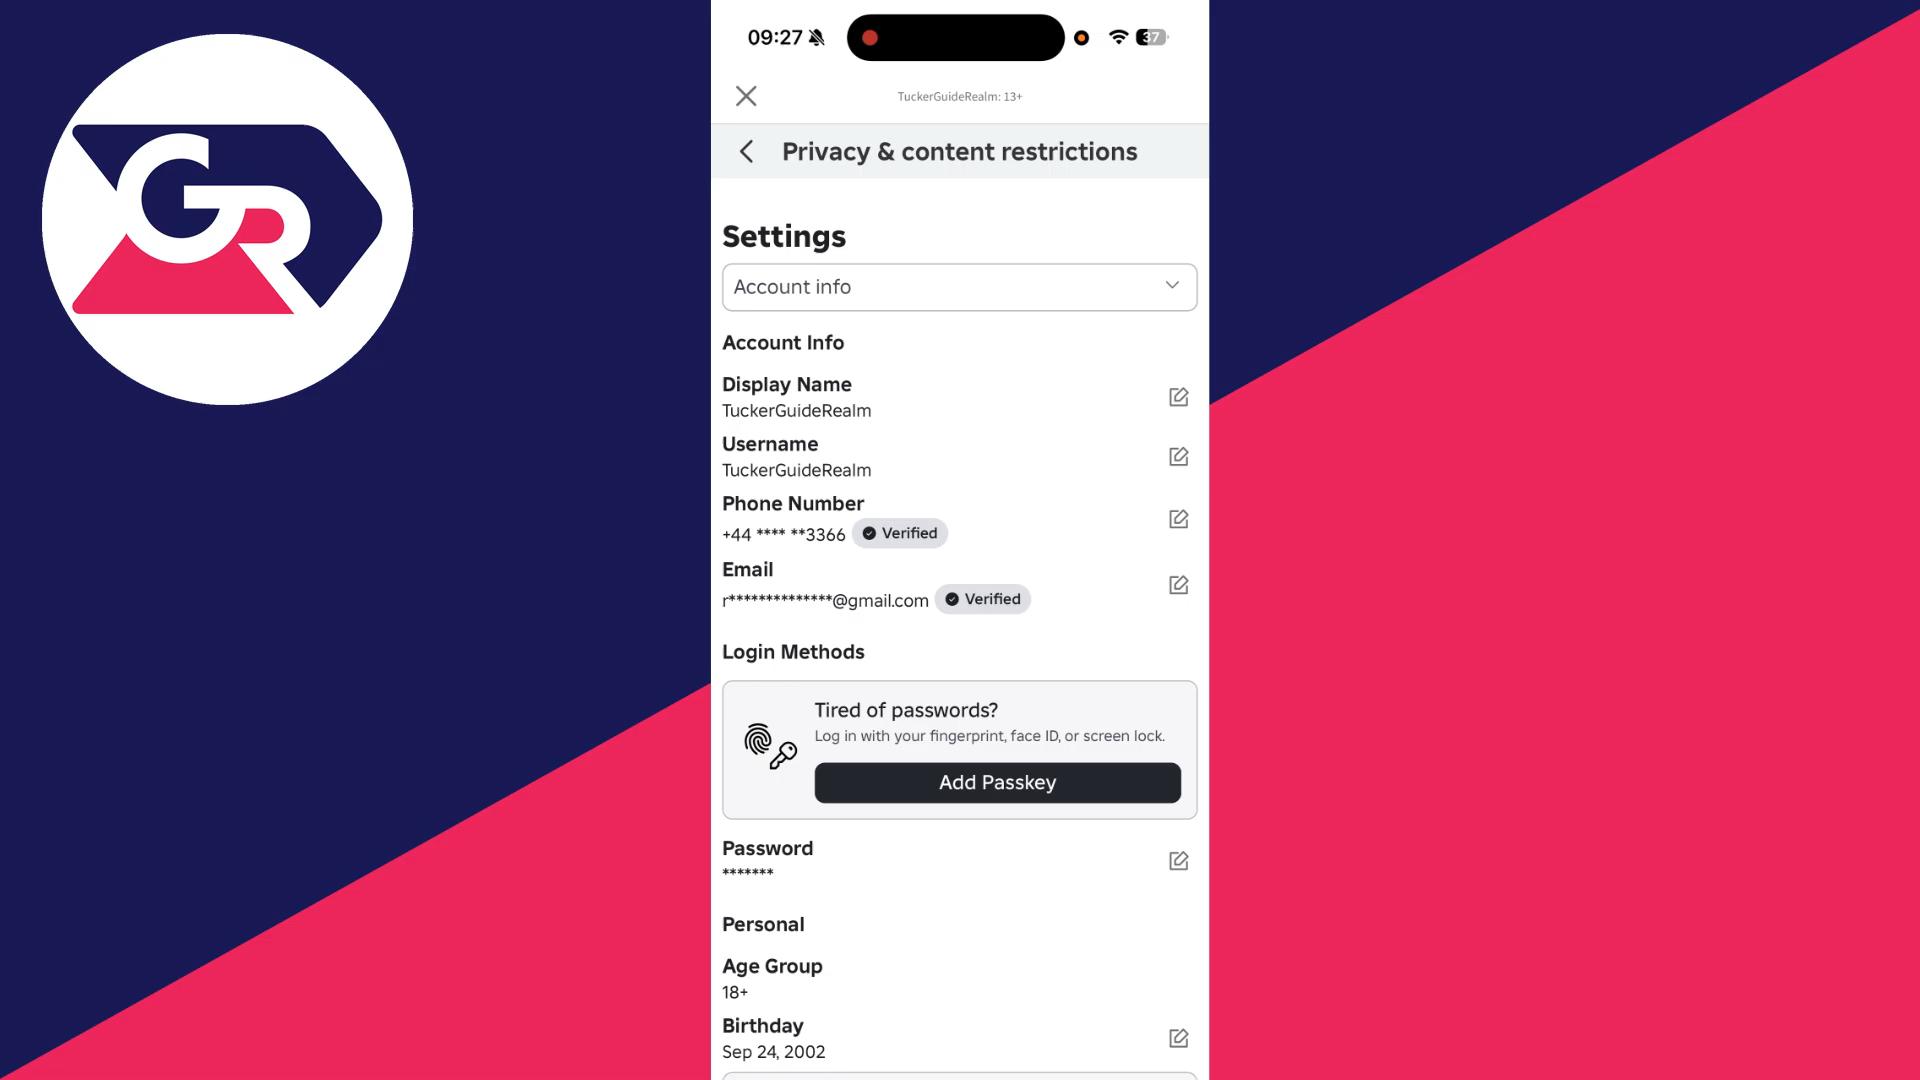 GR
09:27
37
TuckerGuideRealm: 13+
Privacy & content restrictions
Settings
Account info
Account Info
Display Name
TuckerGuideRealm
Username
TuckerGuideRealm
Phone Number
+44 **** **3366 Verified
Email
r**************@gmail.com Verified
Login Methods
Tired of passwords?
Log in with your fingerprint, face ID, or screen lock.
Add Passkey
Password
*******
Personal
Age Group
18+
Birthday
Sep 24, 2002